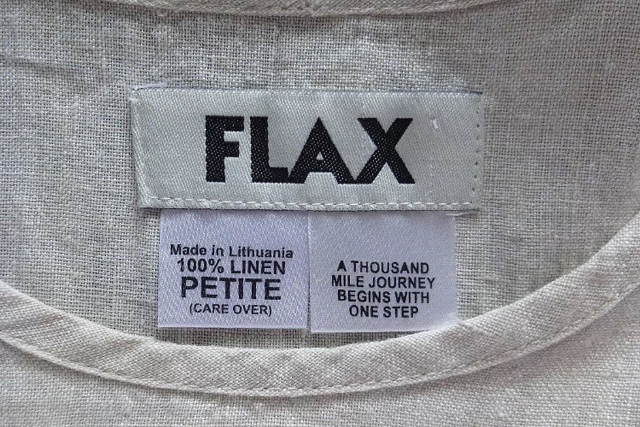 FLAX
Made in Lithuania
100% LINEN
PETITE
(CARE OVER)
A THOUSAND
MILE JOURNEY
BEGINS WITH
ONE STEP